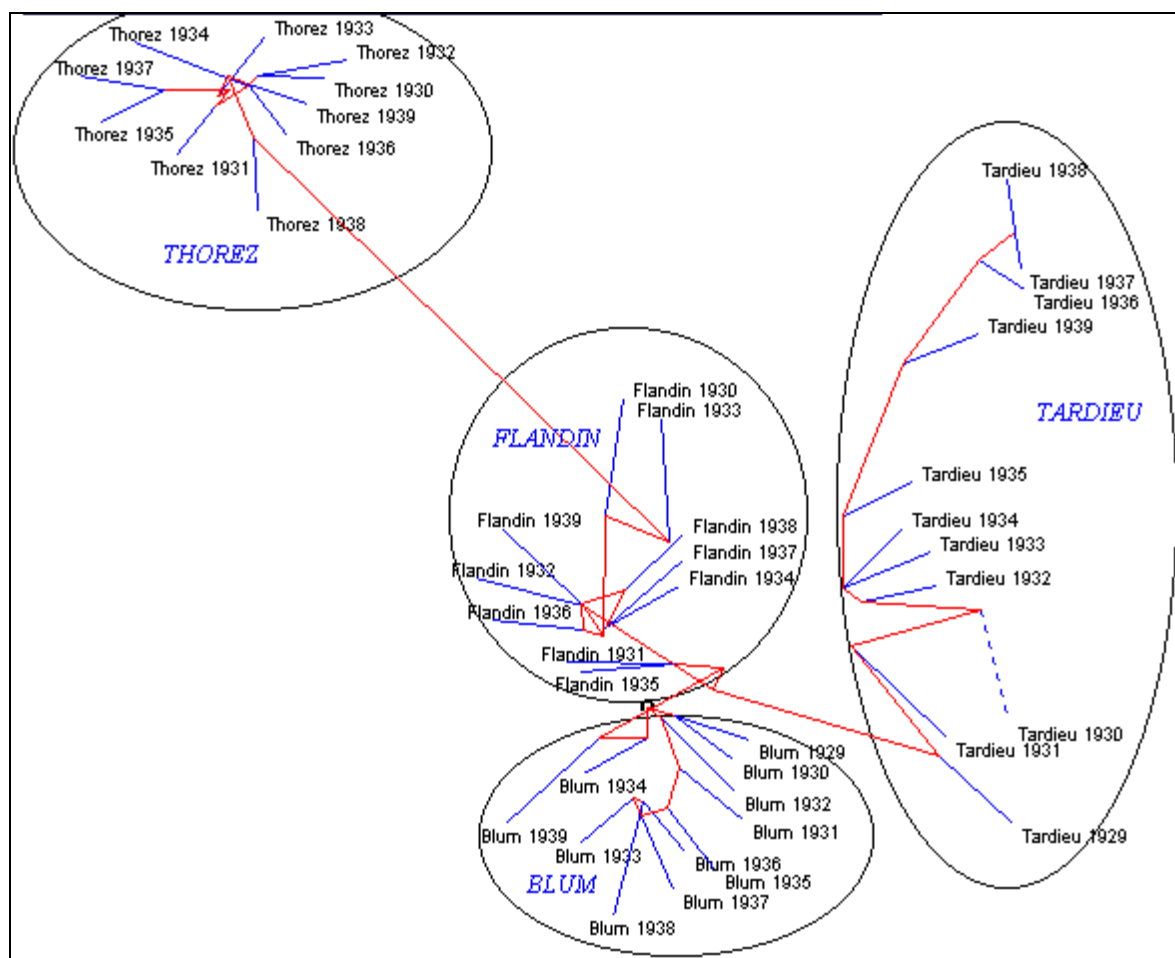 Thorez 1933
Thorez 1934
Thorez 1932
Thorez 1937
Thorez 1930
Thorez 1939
Thorez 1935
Thorez 1936
Thorez 1931
Thorez 1938
THOREZ
Tardieu 1938
Tardieu 1937
Tardieu 1936
Tardieu 1939
TARDIEU
Tardieu 1935
Tardieu 1934
Tardieu 1933
Tardieu 1932
Tardieu 1930
Tardieu 1931
Tardieu 1929
Flandin 1930
Flandin 1933
FLANDIN
Flandin 1939
Flandin 1938
Flandin 1937
Flandin 1932
Flandin 1934
Flandin 1936
Flandin 1931
Flandin 1935
Blum 1929
Blum 1930
Blum 1934
Blum 1932
Blum 1931
Blum 1939
Blum 1933
Blum 1936
Blum 1935
BLUM
Blum 1937
Blum 1938